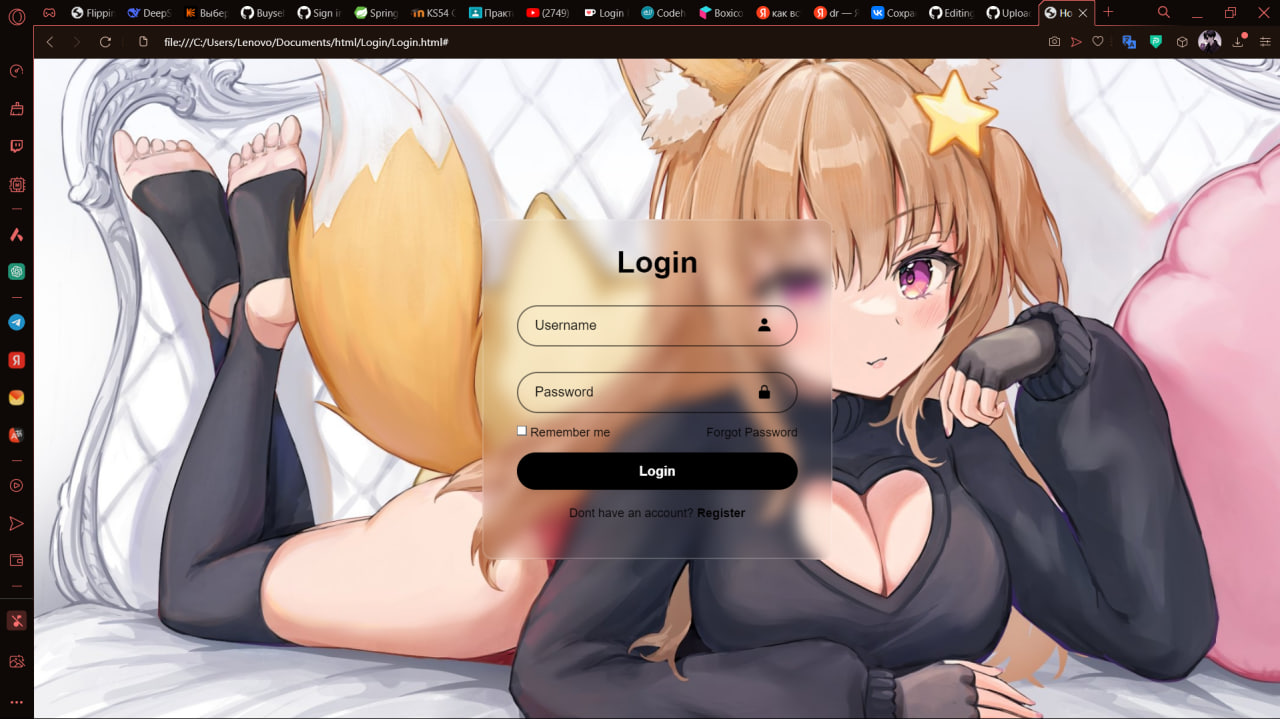 Flippin
DeepS
Выбер
Buysel
Sign in
Spring
KS54 C
Практ
(2749)
Login
Codeh
Boxico
как вс
dr — Я
Сохра
Editing
Uploac
Ho
file:///C:/Users/Lenovo/Documents/html/Login/Login.html#
Login
Username
Password
Remember me Forgot Password
Login
Dont have an account? Register